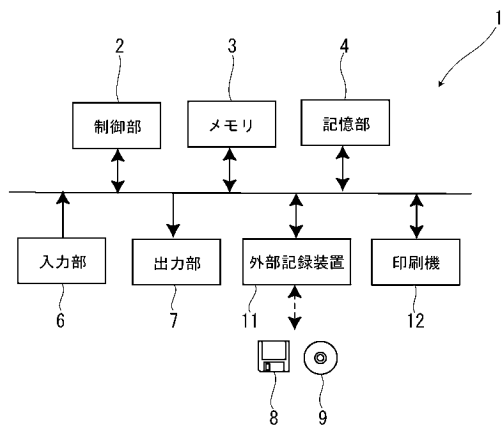 1
2 3 4
制御部 メモリ 記憶部
入力部 出力部 外部記録装置 印刷機
6 7 11 12
8 9